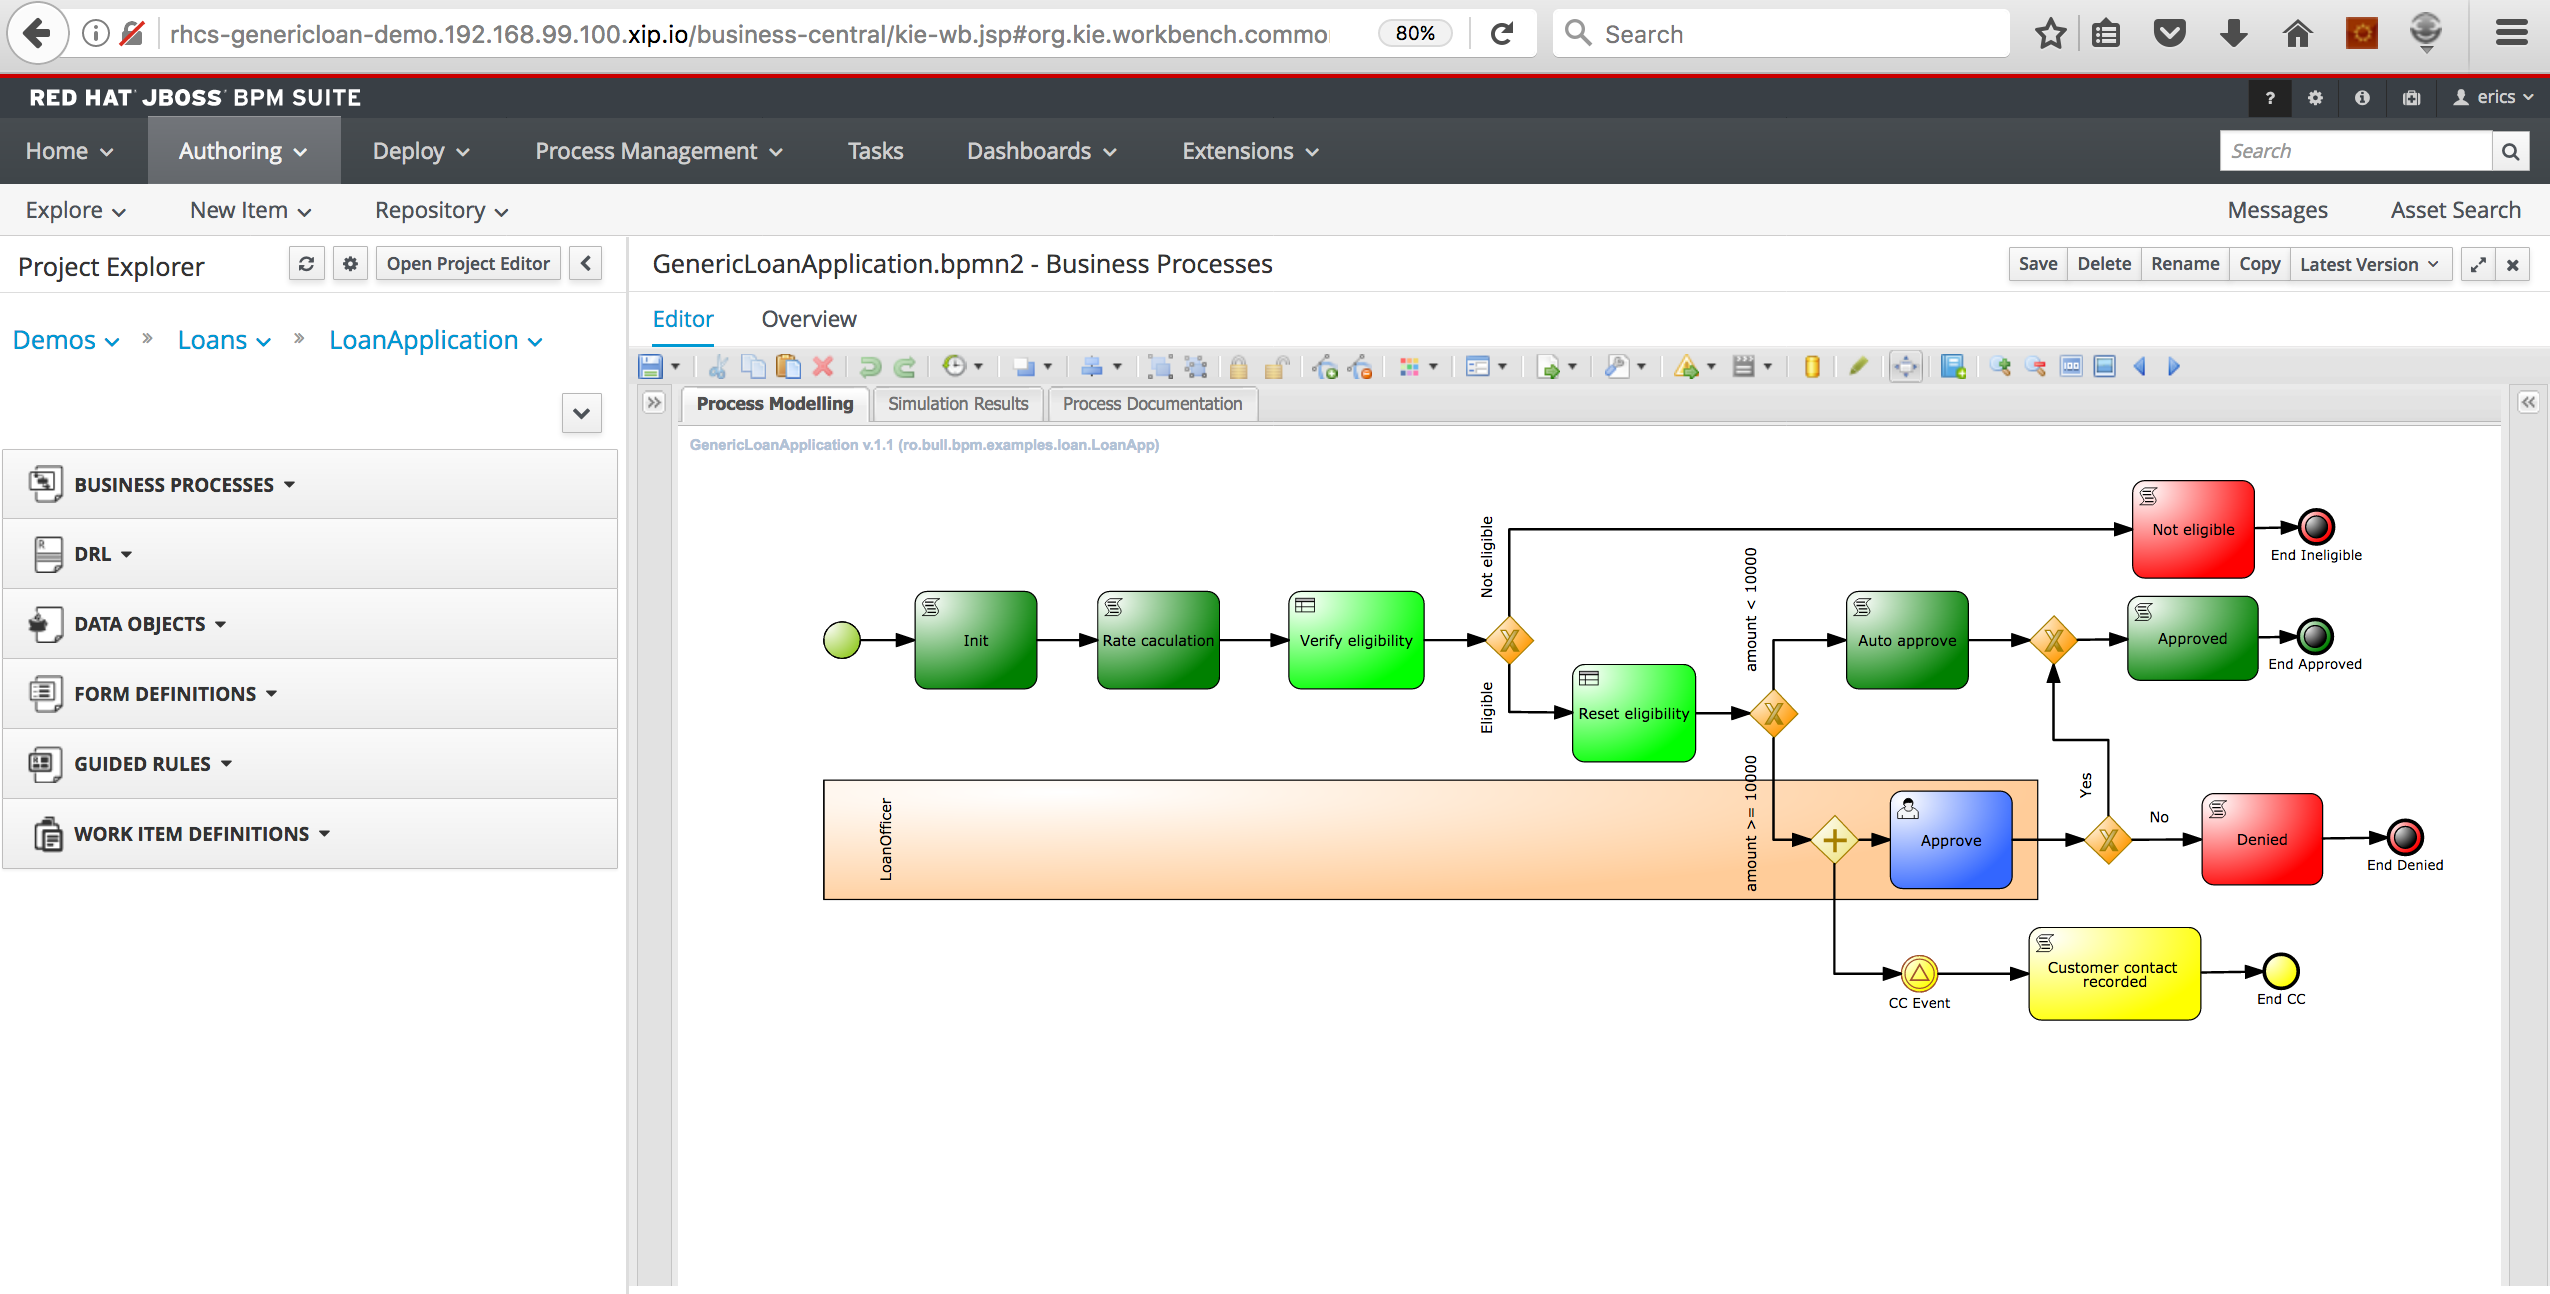 rhcs-genericloan-demo.192.168.99.100.xip.io/business-central/kie-wb.jsp#org.kie.workbench.commo
80%
Search
RED HAT JBOSS BPM SUITE
? erics
Home Authoring Deploy Process Management Tasks Dashboards Extensions
Search
Explore New Item Repository
Messages Asset Search
Project Explorer
Open Project Editor
GenericLoanApplication.bpmn2 - Business Processes
Save Delete Rename Copy Latest Version
Demos » Loans » LoanApplication
Editor Overview
BUSINESS PROCESSES
DRL
DATA OBJECTS
FORM DEFINITIONS
GUIDED RULES
WORK ITEM DEFINITIONS
Process Modelling Simulation Results Process Documentation
GenericLoanApplication v.1.1 (ro.bull.bpm.examples.loan.LoanApp)
Not eligible
Not eligible
End Ineligible
Init
Rate caculation
Verify eligibility
Eligible
Reset eligibility
amount < 10000
Auto approve
Approved
End Approved
LoanOfficer
amount >= 10000
Approve
Yes
No
Denied
End Denied
CC Event
Customer contact
recorded
End CC